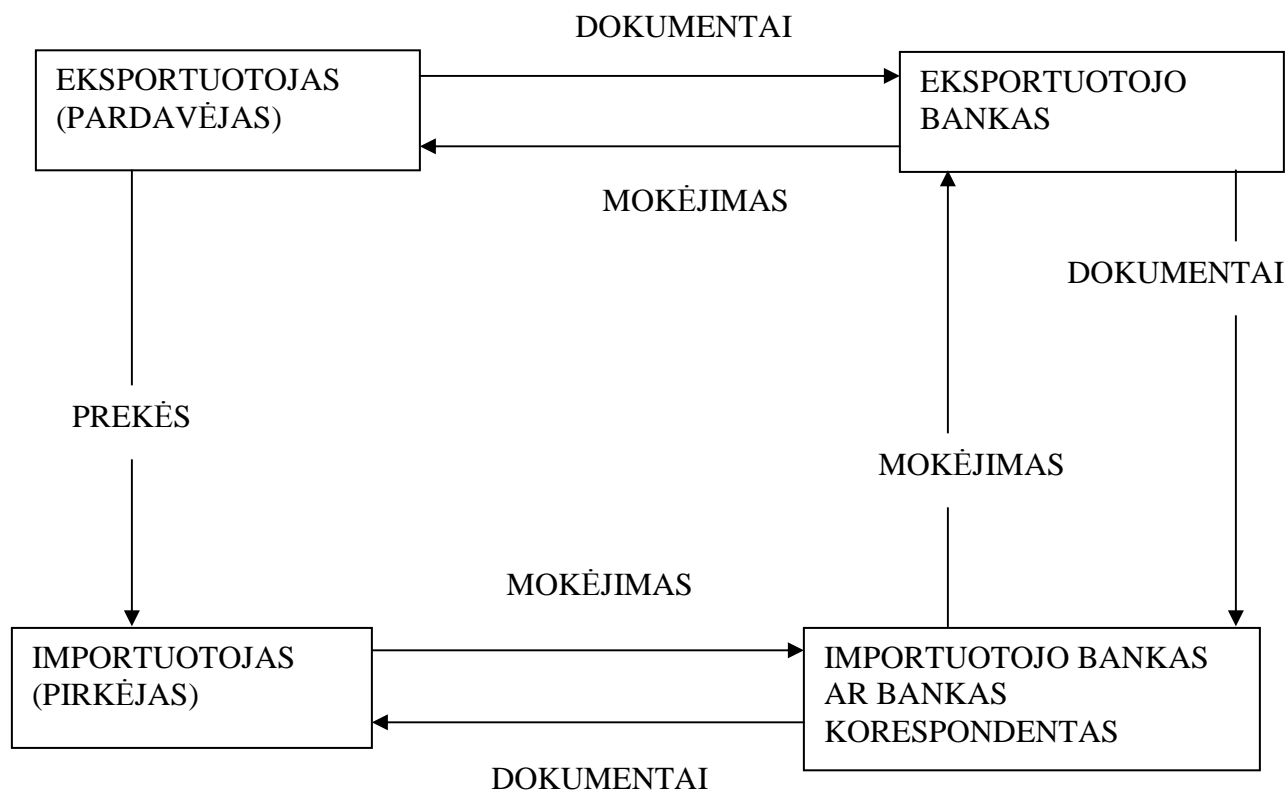 DOKUMENTAI
EKSPORTUOTOJAS
(PARDAVĖJAS)
EKSPORTUOTOJO
BANKAS
MOKĖJIMAS
DOKUMENTAI
PREKĖS
MOKĖJIMAS
MOKĖJIMAS
IMPORTUOTOJAS
(PIRKĖJAS)
IMPORTUOTOJO BANKAS
AR BANKAS
KORESPONDENTAS
DOKUMENTAI